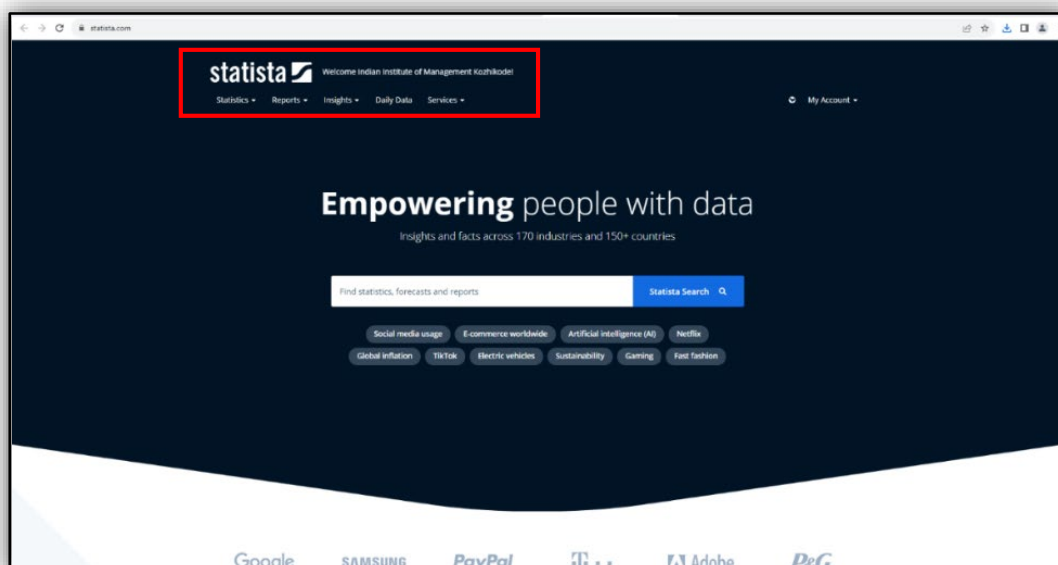 statista.com
statista Welcome Indian Institute of Management Kozhikode!
Statistics Reports Insights Daily Data Services My Account
Empowering people with data
Insights and facts across 170 industries and 150+ countries
Find statistics, forecasts and reports Statista Search
Social media usage E-commerce worldwide Artificial intelligence (AI) Netflix
Global inflation TikTok Electric vehicles Sustainability Gaming Fast fashion
Google SAMSUNG PayPal T Adobe P&G